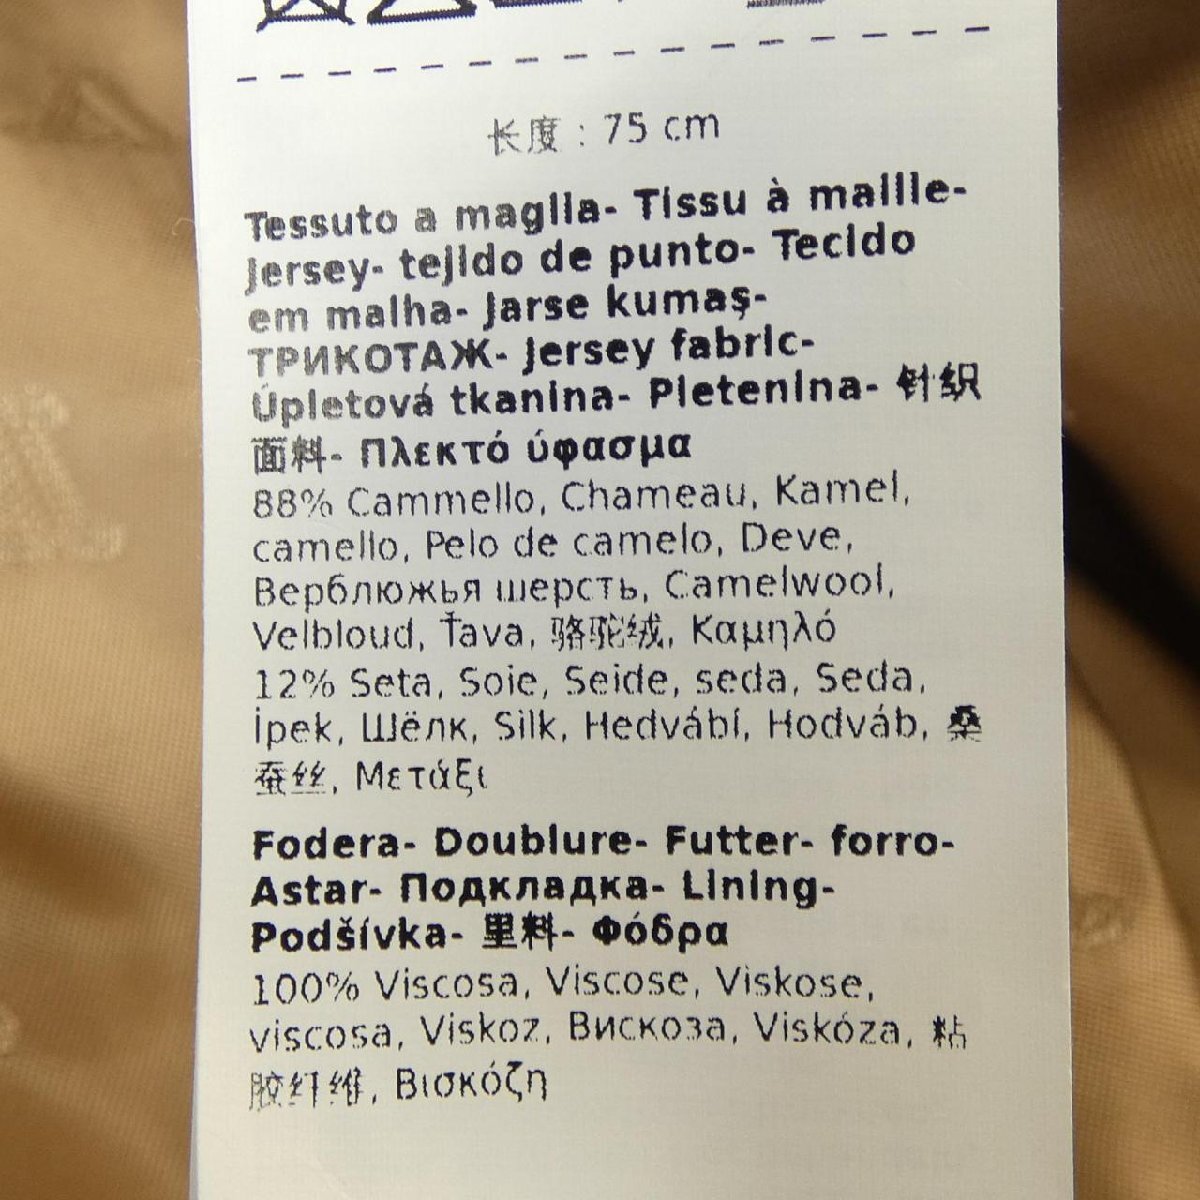 长度 : 75 cm
Tessuto a maglia- Tissu à maille-
Jersey- tejido de punto- Tecido
em malha- Jarse kumaş-
ТРИКОТАЖ- Jersey fabric-
Úpletová tkanina- Pletenina- 针织
面料- Πλεκτό ύφασμα
88% Cammello, Chameau, Kamel,
camello, Pelo de camelo, Deve,
Верблюжья шерсть, Camelwool,
Velbloud, Ťava, 骆驼绒, Καμηλό
12% Seta, Soie, Seide, seda, Seda,
İpek, Шёлк, Silk, Hedvábí, Hodváb, 桑
蚕丝, Μετάξι
Fodera- Doublure- Futter- forro-
Astar- Подкладка- Lining-
Podšívka- 里料- Φόδρα
100% Viscosa, Viscose, Viskose,
viscosa, Viskoz, Вискоза, Viskóza, 粘
胶纤维, Βισκόζη